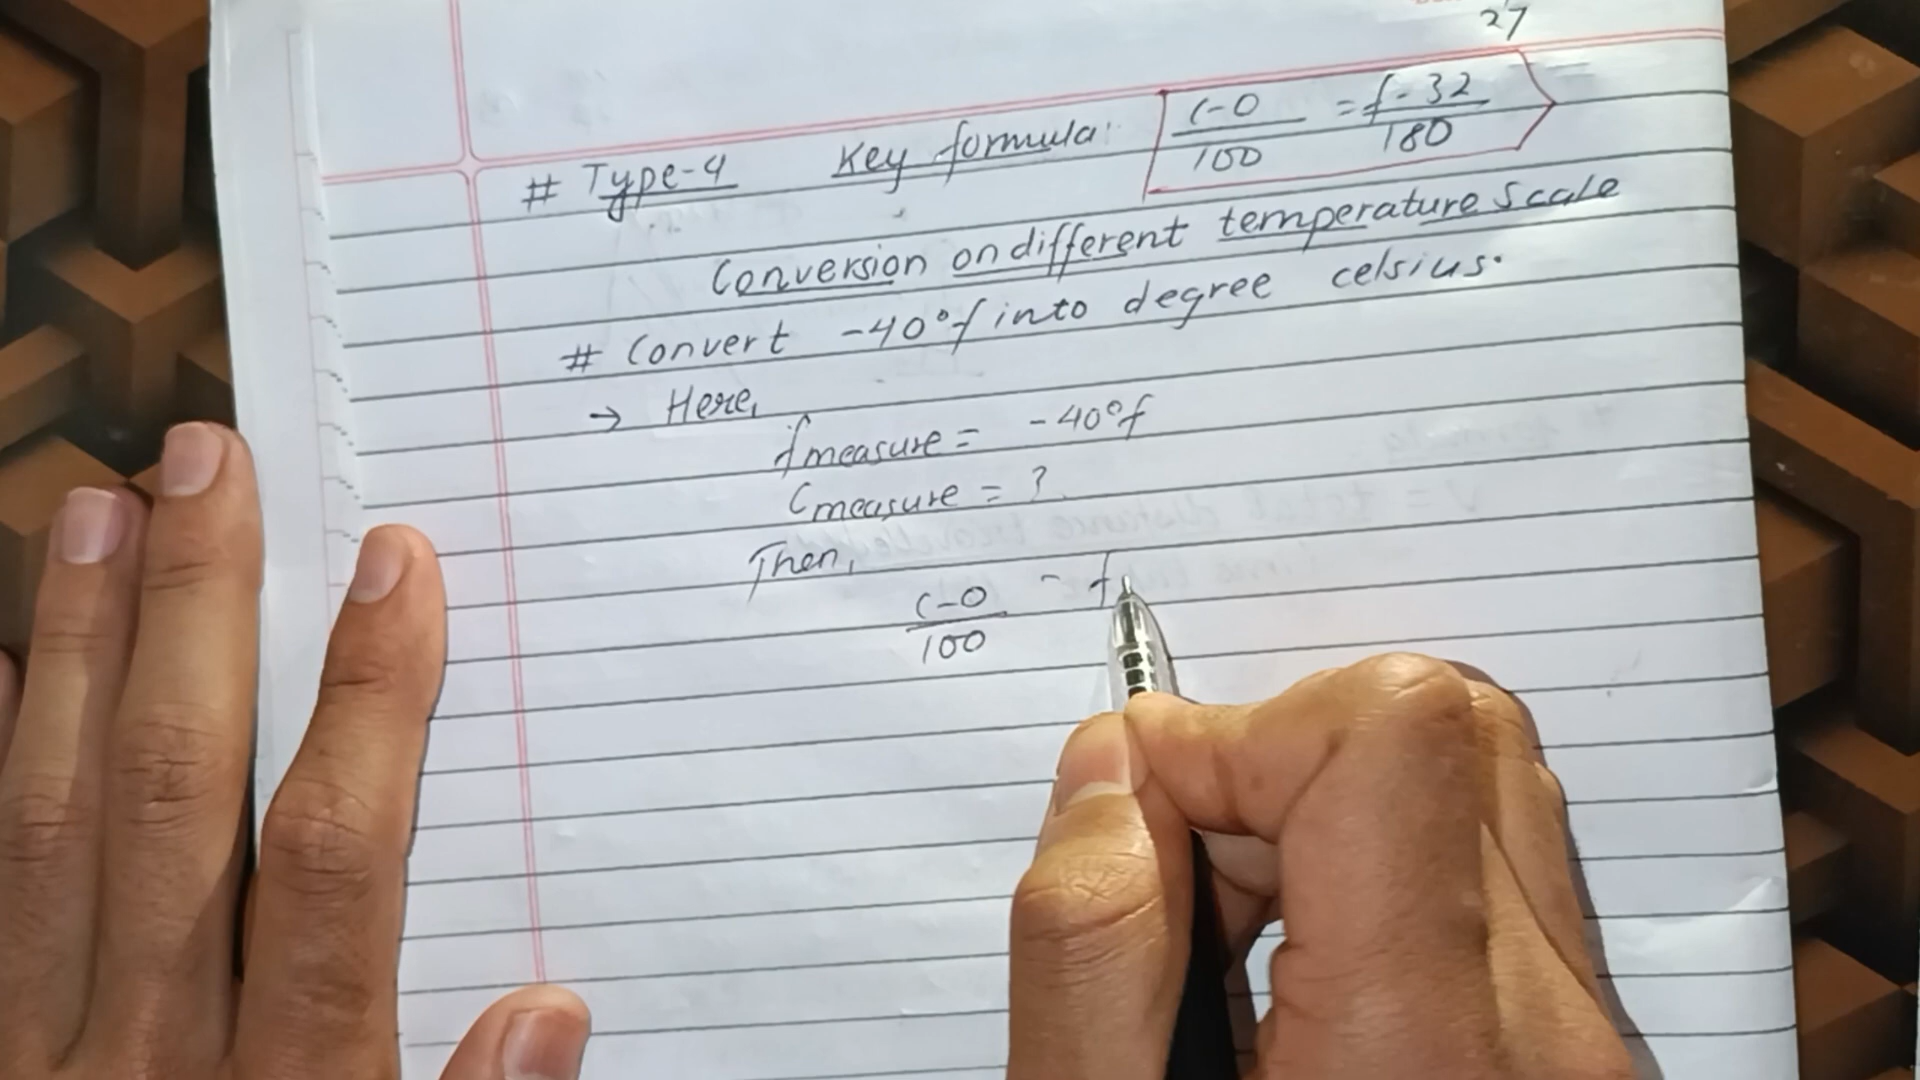 27
# Type-4 Key formula: C-0/100 = f-32/180
Conversion on different temperature Scale
# Convert -40°f into degree celsius.
→ Here,
fmeasure = -40°f
Cmeasure = ?
Then,
C-0/100 = f